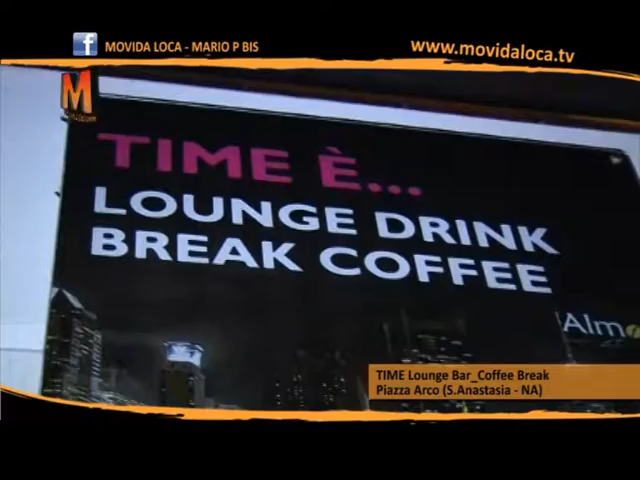 f MOVIDA LOCA - MARIO P BIS
www.movidaloca.tv
M
TIME È...
LOUNGE DRINK
BREAK COFFEE
Alm
TIME Lounge Bar_Coffee Break
Piazza Arco (S.Anastasia - NA)